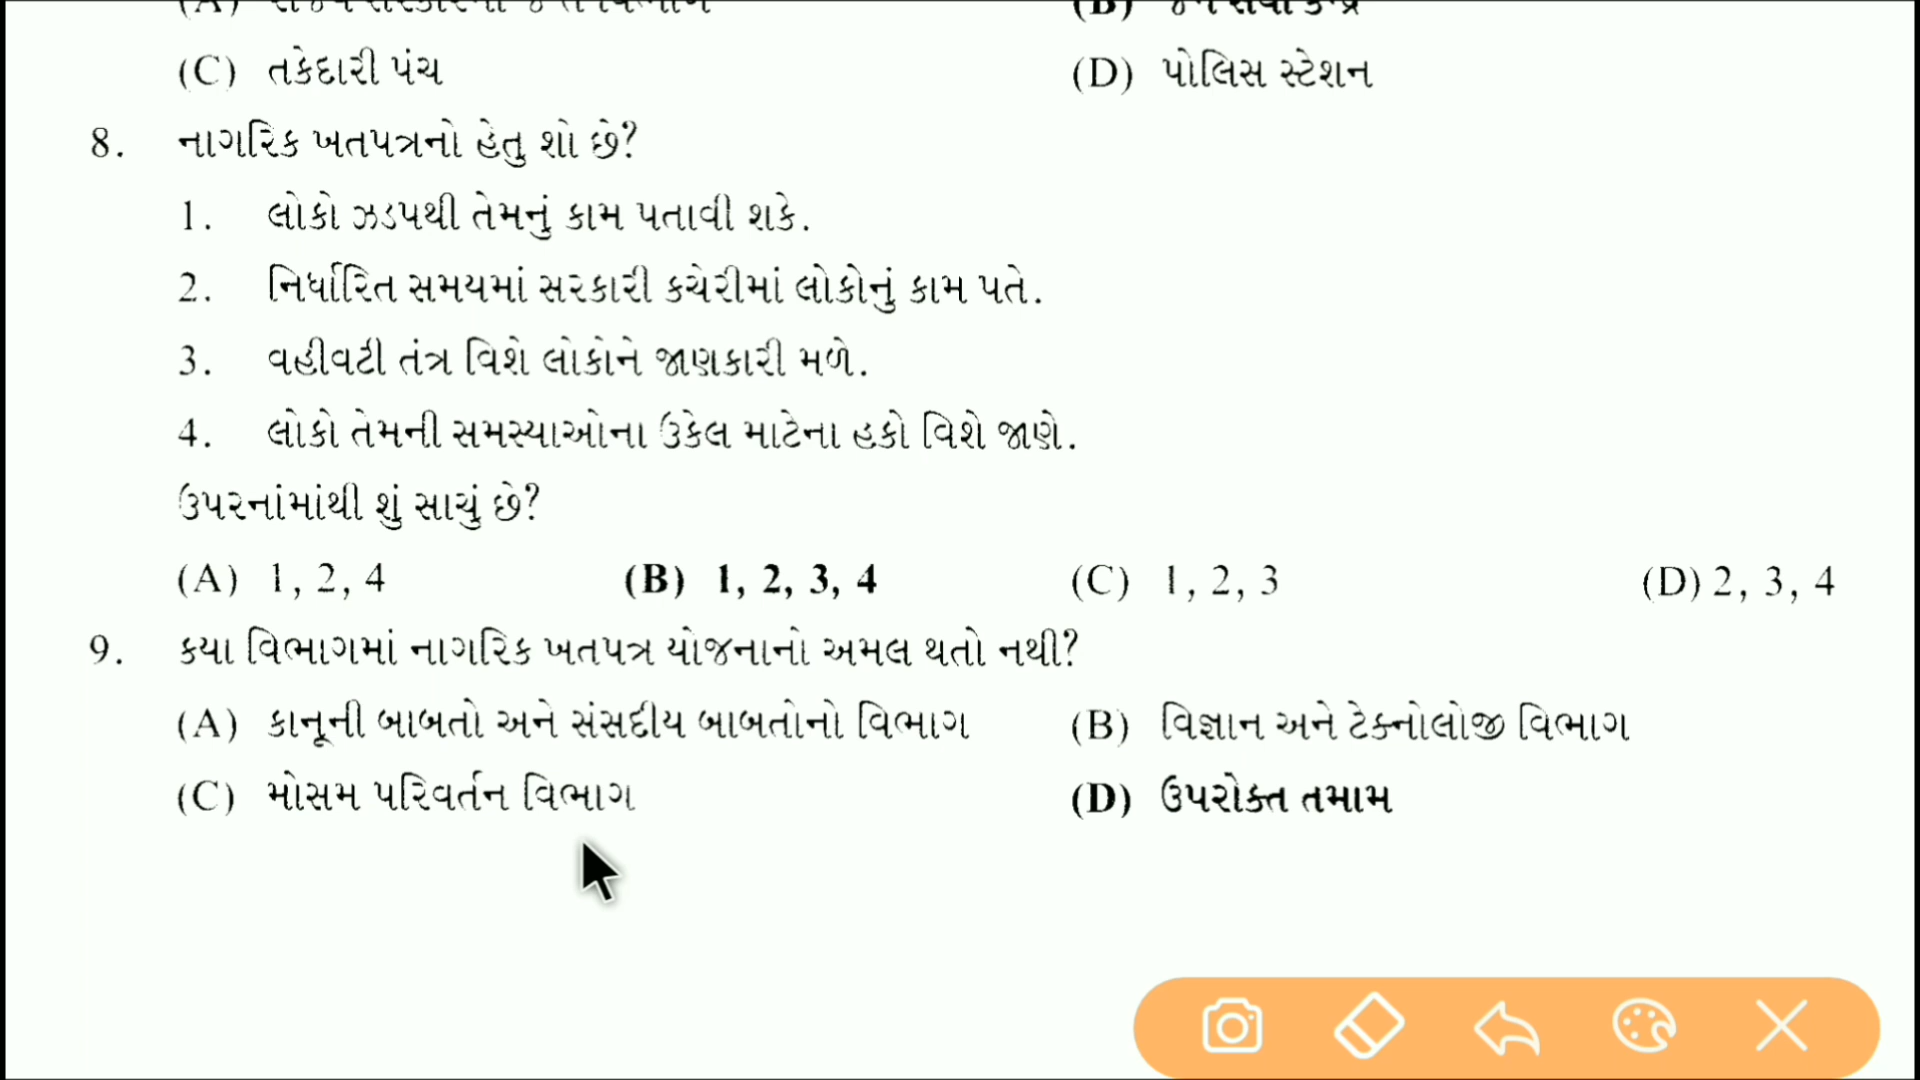 (C) તકેદારી પંચ (D) પોલિસ સ્ટેશન
8. નાગરિક ખતપત્રનો હેતુ શો છે?
1. લોકો ઝડપથી તેમનું કામ પતાવી શકે.
2. નિર્ધારિત સમયમાં સરકારી કચેરીમાં લોકોનું કામ પતે.
3. વહીવટી તંત્ર વિશે લોકોને જાણકારી મળે.
4. લોકો તેમની સમસ્યાઓના ઉકેલ માટેના હકો વિશે જાણે.
ઉપરનાંમાંથી શું સાચું છે?
(A) 1, 2, 4 (B) 1, 2, 3, 4 (C) 1, 2, 3 (D) 2, 3, 4
9. કયા વિભાગમાં નાગરિક ખતપત્ર યોજનાનો અમલ થતો નથી?
(A) કાનૂની બાબતો અને સંસદીય બાબતોનો વિભાગ (B) વિજ્ઞાન અને ટેક્નોલોજી વિભાગ
(C) મોસમ પરિવર્તન વિભાગ (D) ઉપરોક્ત તમામ